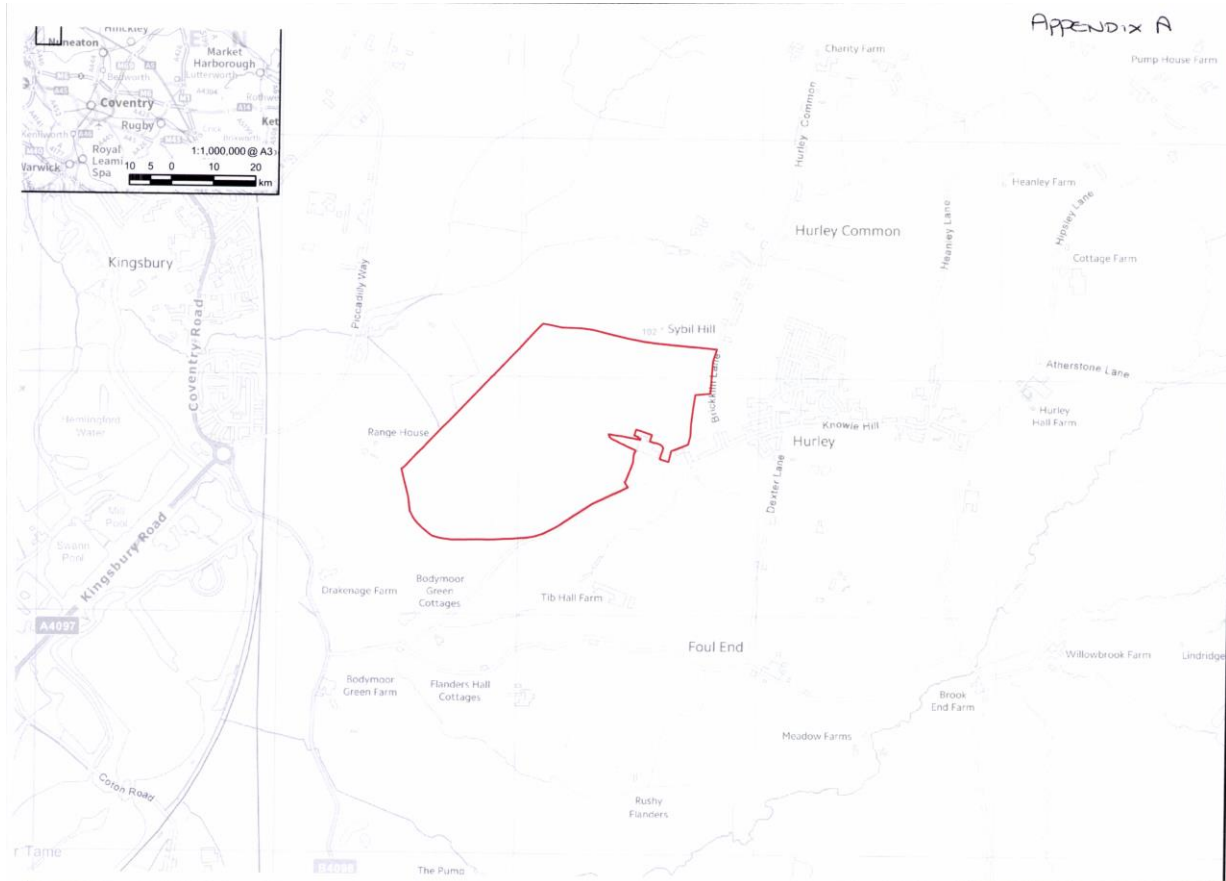 APPENDIX A
Hinckley
Nuneaton
E N
Market
Harborough
Bedworth
Lutterworth
Coventry
Rugby
Royal
Leami
Spa
Warwick
Ket
1:1,000,000 @ A3
10 5 0 10 20
km
Charity Farm
Pump House Farm
Hurley Common
Heanley Farm
Hipsley Lane
Heanley Lane
Hurley Common
Cottage Farm
Kingsbury
Piccadilly Way
Coventry Road
102
Sybil Hill
Brickkiln Lane
Atherstone Lane
Hemlingford
Water
Range House
Knowle Hill
Hurley
Hall Farm
Hurley
Dexter Lane
Mill
Pool
Swann
Pool
Kingsbury Road
Drakenage Farm
Bodymoor
Green
Cottages
Tib Hall Farm
A4097
Foul End
Willowbrook Farm
Lindridge
Bodymoor
Green Farm
Flanders Hall
Cottages
Brook
End Farm
Meadow Farms
Coton Road
Rushy
Flanders
r Tame
B4098
The Pump